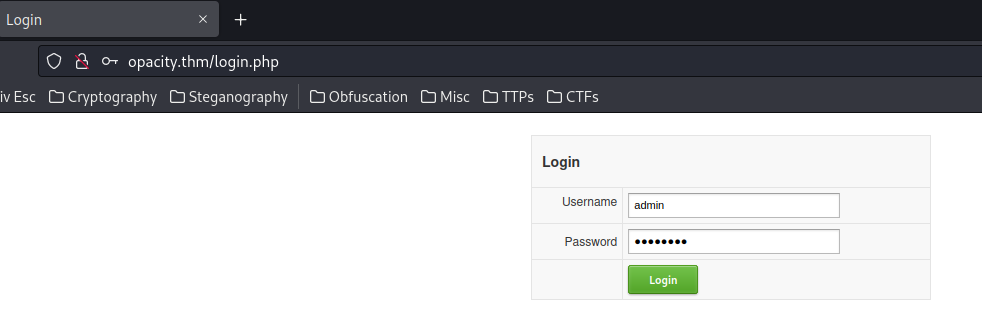 Login
opacity.thm/login.php
iv Esc Cryptography Steganography Obfuscation Misc TTPs CTFs
Login
Username admin
Password ••••••••
Login